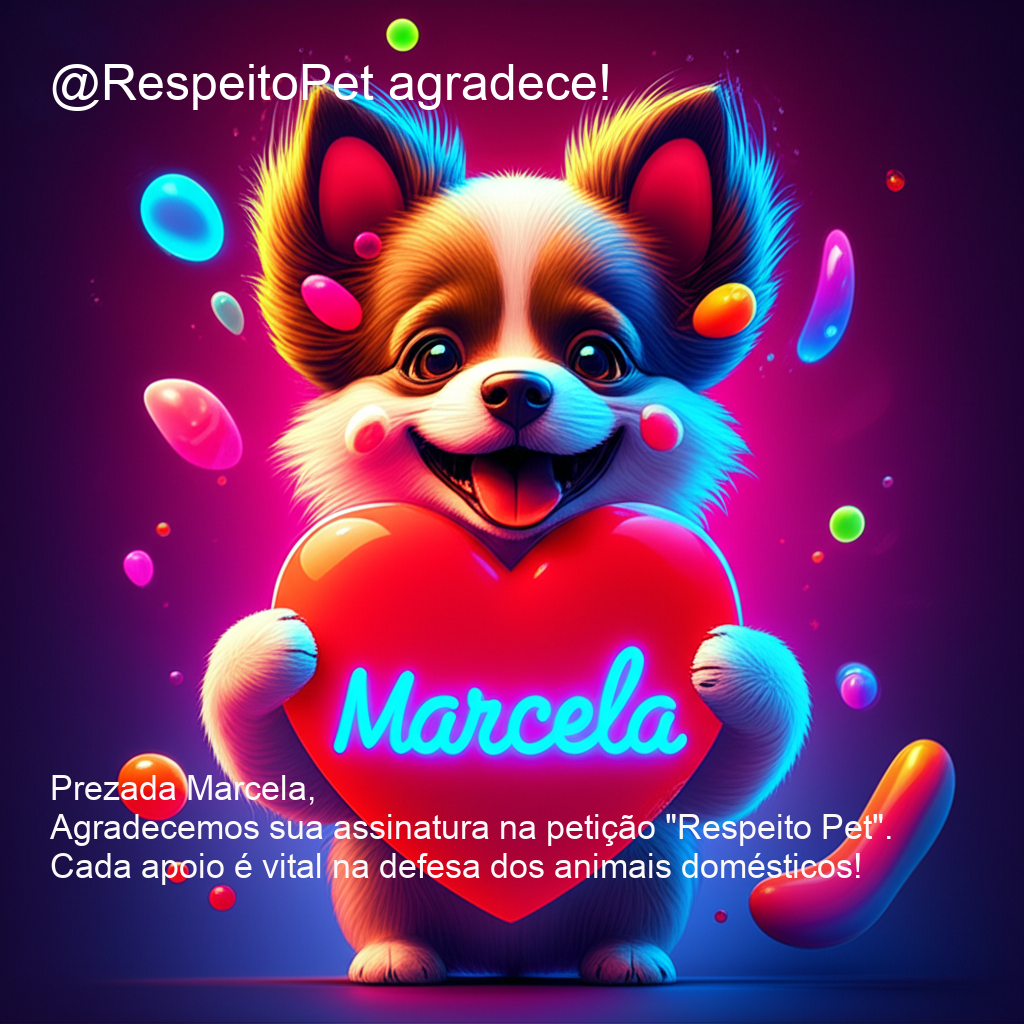 @RespeitoPet agradece!
Marcela
Prezada Marcela,
Agradecemos sua assinatura na petição "Respeito Pet".
Cada apoio é vital na defesa dos animais domésticos!